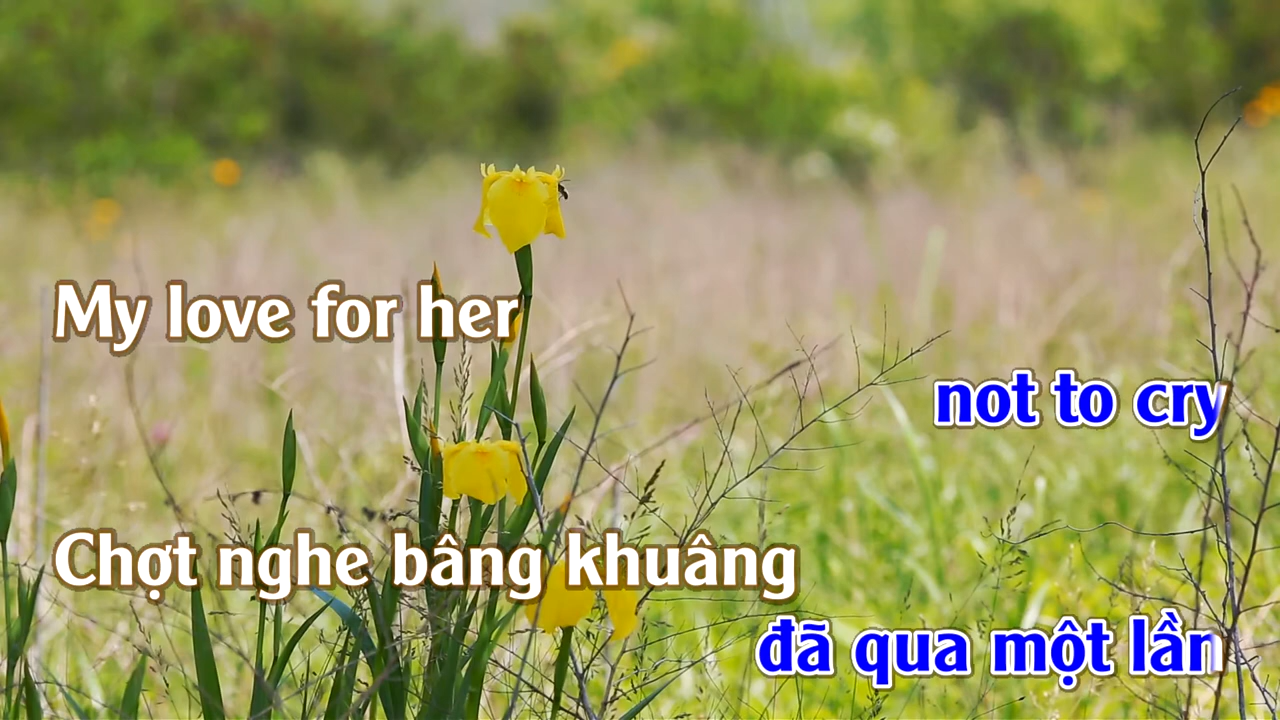 My love for her
not to cry
Chợt nghe bâng khuâng
đã qua một lần